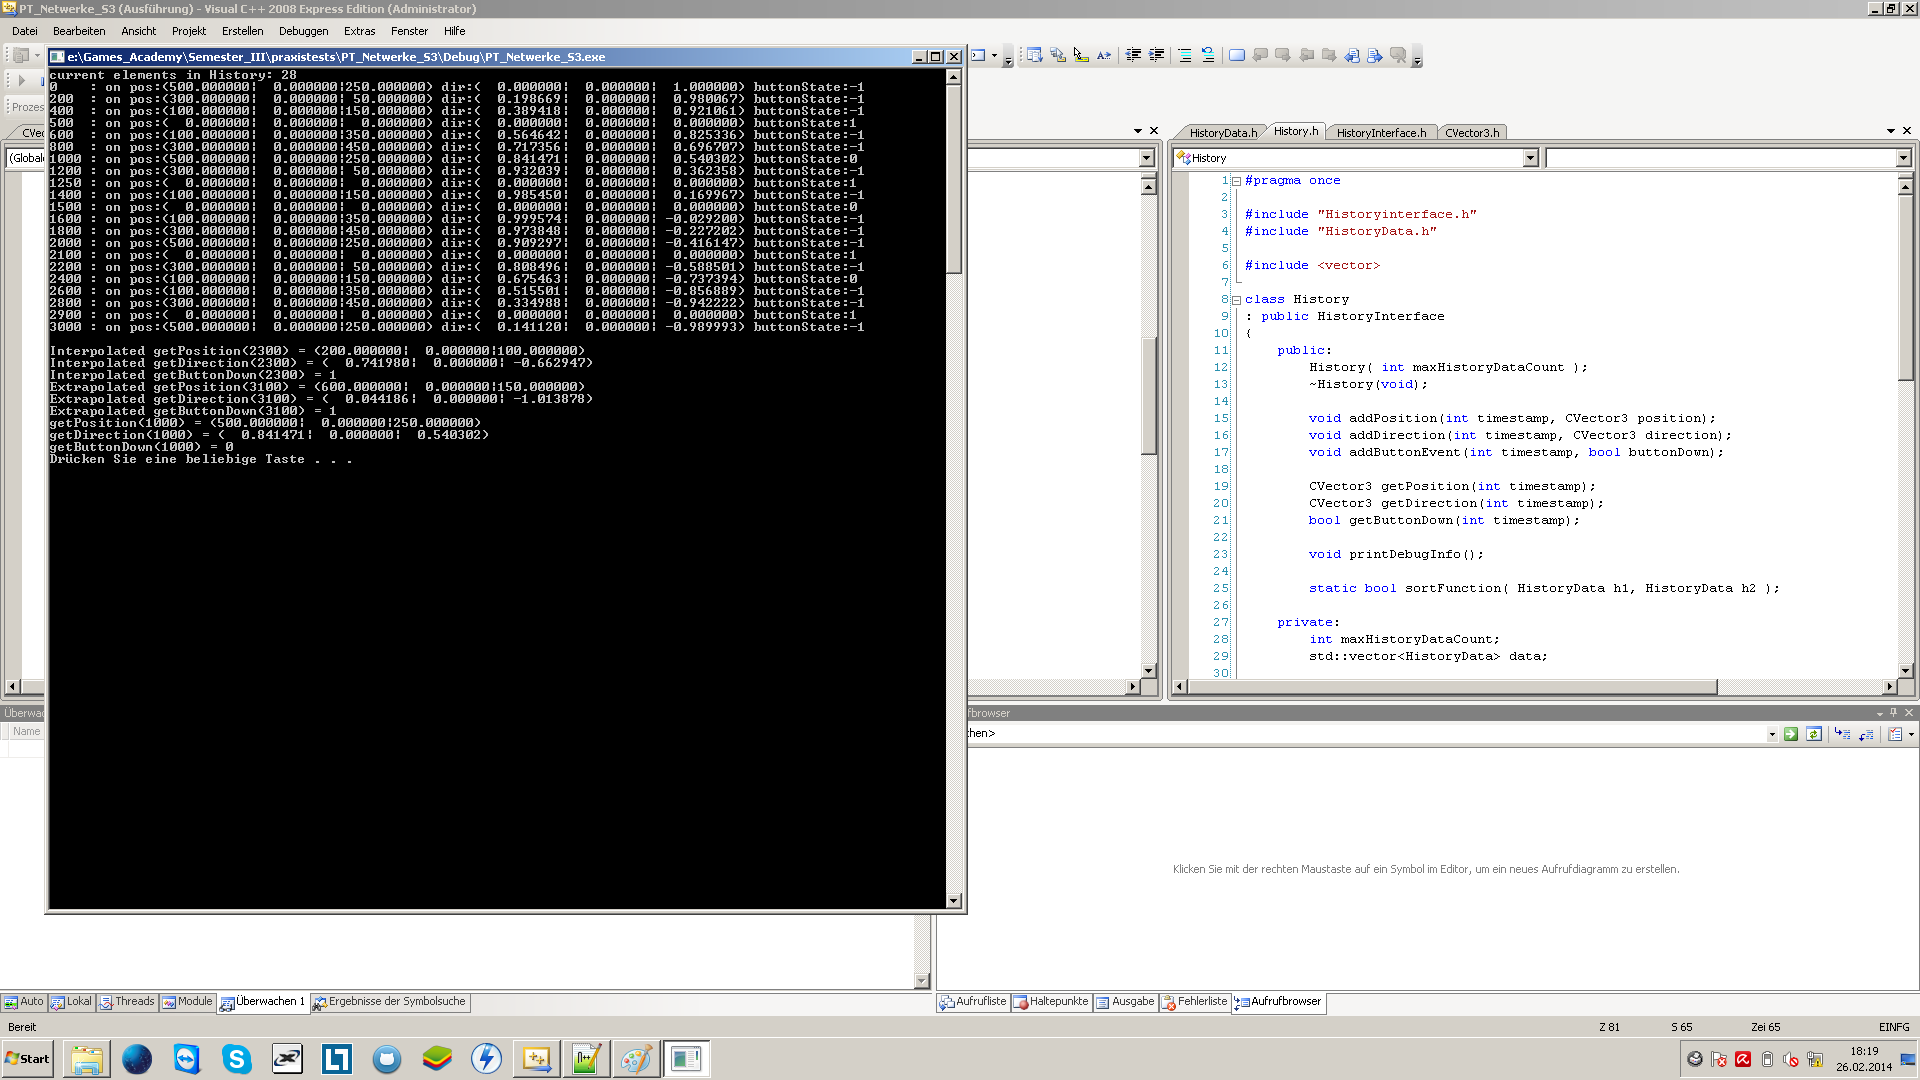 PT_Netwerke_S3 (Ausführung) - Visual C++ 2008 Express Edition (Administrator)
Datei Bearbeiten Ansicht Projekt Erstellen Debuggen Extras Fenster Hilfe
e:\Games_Academy\Semester_III\praxistests\PT_Netwerke_S3\Debug\PT_Netwerke_S3.exe
current elements in History: 28
0 : on pos:(500.000000| 0.000000|250.000000) dir:( 0.000000| 0.000000| 1.000000) buttonState:-1
200 : on pos:(300.000000| 0.000000| 50.000000) dir:( 0.198669| 0.000000| 0.980067) buttonState:-1
400 : on pos:(100.000000| 0.000000|150.000000) dir:( 0.389418| 0.000000| 0.921061) buttonState:-1
500 : on pos:( 0.000000| 0.000000| 0.000000) dir:( 0.000000| 0.000000| 0.000000) buttonState:1
600 : on pos:(100.000000| 0.000000|350.000000) dir:( 0.564642| 0.000000| 0.825336) buttonState:-1
800 : on pos:(300.000000| 0.000000|450.000000) dir:( 0.717356| 0.000000| 0.696707) buttonState:-1
1000 : on pos:(500.000000| 0.000000|250.000000) dir:( 0.841471| 0.000000| 0.540302) buttonState:0
1200 : on pos:(300.000000| 0.000000| 50.000000) dir:( 0.932039| 0.000000| 0.362358) buttonState:-1
1250 : on pos:( 0.000000| 0.000000| 0.000000) dir:( 0.000000| 0.000000| 0.000000) buttonState:1
1400 : on pos:(100.000000| 0.000000|150.000000) dir:( 0.985450| 0.000000| 0.169967) buttonState:-1
1500 : on pos:( 0.000000| 0.000000| 0.000000) dir:( 0.000000| 0.000000| 0.000000) buttonState:0
1600 : on pos:(100.000000| 0.000000|350.000000) dir:( 0.999574| 0.000000| -0.029200) buttonState:-1
1800 : on pos:(300.000000| 0.000000|450.000000) dir:( 0.973848| 0.000000| -0.227202) buttonState:-1
2000 : on pos:(500.000000| 0.000000|250.000000) dir:( 0.909297| 0.000000| -0.416147) buttonState:-1
2100 : on pos:( 0.000000| 0.000000| 0.000000) dir:( 0.000000| 0.000000| 0.000000) buttonState:1
2200 : on pos:(300.000000| 0.000000| 50.000000) dir:( 0.808496| 0.000000| -0.588501) buttonState:-1
2400 : on pos:(100.000000| 0.000000|150.000000) dir:( 0.675463| 0.000000| -0.737394) buttonState:0
2600 : on pos:(100.000000| 0.000000|350.000000) dir:( 0.515501| 0.000000| -0.856889) buttonState:-1
2800 : on pos:(300.000000| 0.000000|450.000000) dir:( 0.334988| 0.000000| -0.942222) buttonState:-1
2900 : on pos:( 0.000000| 0.000000| 0.000000) dir:( 0.000000| 0.000000| 0.000000) buttonState:1
3000 : on pos:(500.000000| 0.000000|250.000000) dir:( 0.141120| 0.000000| -0.989993) buttonState:-1
Interpolated getPosition(2300) = (200.000000| 0.000000|100.000000)
Interpolated getDirection(2300) = ( 0.741980| 0.000000| -0.662947)
Interpolated getButtonDown(2300) = 1
Extrapolated getPosition(3100) = (600.000000| 0.000000|150.000000)
Extrapolated getDirection(3100) = ( 0.044186| 0.000000| -1.013878)
Extrapolated getButtonDown(3100) = 1
getPosition(1000) = (500.000000| 0.000000|250.000000)
getDirection(1000) = ( 0.841471| 0.000000| 0.540302)
getButtonDown(1000) = 0
Drücken Sie eine beliebige Taste . . .
Prozes
CVec
(Global
HistoryData.h History.h HistoryInterface.h CVector3.h
History
1 #pragma once
2
3 #include "Historyinterface.h"
4 #include "HistoryData.h"
5
6 #include <vector>
7
8 class History
9 : public HistoryInterface
10 {
11 public:
12 History( int maxHistoryDataCount );
13 ~History(void);
14
15 void addPosition(int timestamp, CVector3 position);
16 void addDirection(int timestamp, CVector3 direction);
17 void addButtonEvent(int timestamp, bool buttonDown);
18
19 CVector3 getPosition(int timestamp);
20 CVector3 getDirection(int timestamp);
21 bool getButtonDown(int timestamp);
22
23 void printDebugInfo();
24
25 static bool sortFunction( HistoryData h1, HistoryData h2 );
26
27 private:
28 int maxHistoryDataCount;
29 std::vector<HistoryData> data;
30
Überwac
Name
fbrowser
hen>
Klicken Sie mit der rechten Maustaste auf ein Symbol im Editor, um ein neues Aufrufdiagramm zu erstellen.
Auto Lokal Threads Module Überwachen 1 Ergebnisse der Symbolsuche
Aufrufliste Haltepunkte Ausgabe Fehlerliste Aufrufbrowser
Bereit Z 81 S 65 Zei 65 EINFG
Start
18:19
26.02.2014